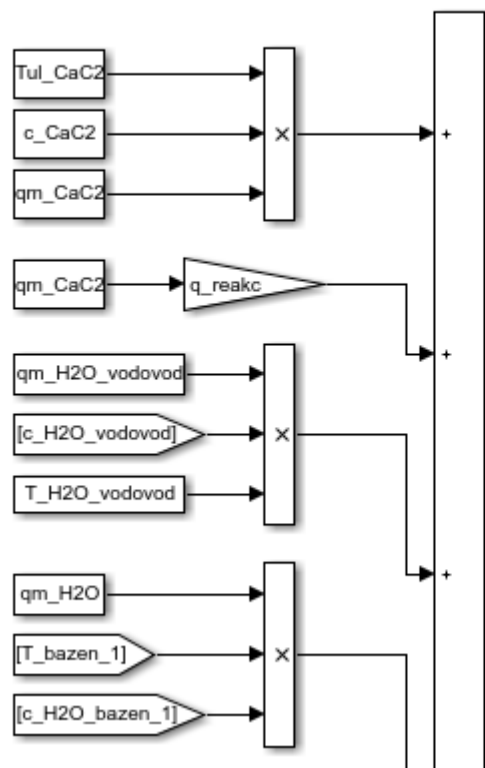 Tul_CaC2
c_CaC2
×
+
qm_CaC2
qm_CaC2
q_reakc
+
qm_H2O_vodovod
[c_H2O_vodovod]
×
T_H2O_vodovod
+
qm_H2O
[T_bazen_1]
×
[c_H2O_bazen_1]